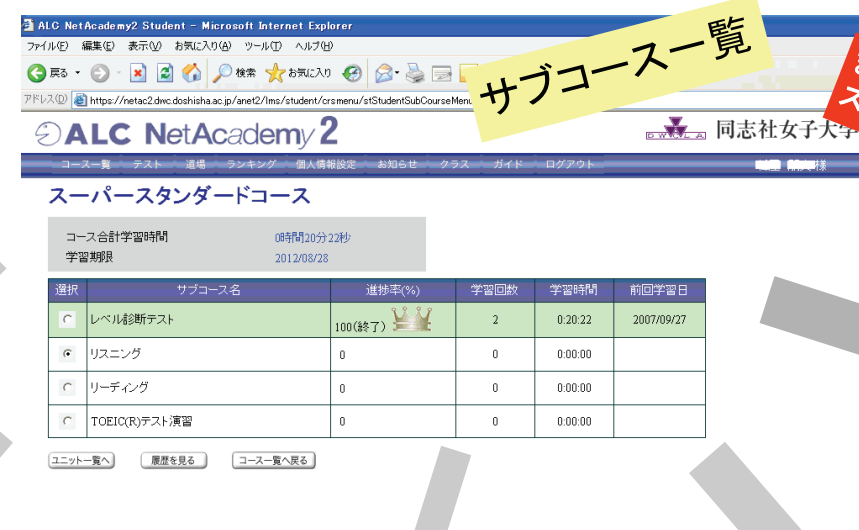 ALC NetAcademy2 Student - Microsoft Internet Explorer
ファイル(F) 編集(E) 表示(V) お気に入り(A) ツール(T) ヘルプ(H)
戻る 検索 お気に入り
アドレス(D) https://netac2.dwc.doshisha.ac.jp/anet2/lms/student/crsmenu/stStudentSubCourseMenu
サブコース一覧
ALC NetAcademy 2
D W C L A 同志社女子大学
コース一覧 テスト 道場 ランキング 個人情報設定 お知らせ クラス ガイド ログアウト 様
スーパースタンダードコース
コース合計学習時間 0時間20分22秒
学習期限 2012/08/28
選択 サブコース名 進捗率(%) 学習回数 学習時間 前回学習日
レベル診断テスト 100(終了) 2 0:20:22 2007/09/27
リスニング 0 0 0:00:00
リーディング 0 0 0:00:00
TOEIC(R)テスト演習 0 0 0:00:00
ユニット一覧へ 履歴を見る コース一覧へ戻る